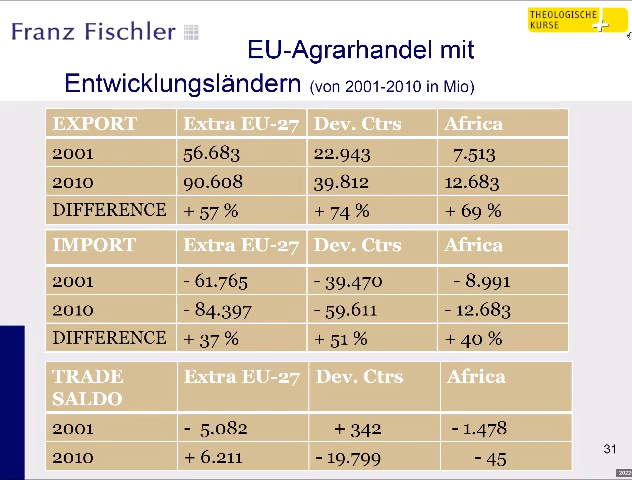 Franz Fischler
THEOLOGISCHE
KURSE
EU-Agrarhandel mit
Entwicklungsländern (von 2001-2010 in Mio)
EXPORT Extra EU-27 Dev. Ctrs Africa
2001 56.683 22.943 7.513
2010 90.608 39.812 12.683
DIFFERENCE + 57 % + 74 % + 69 %
IMPORT Extra EU-27 Dev. Ctrs Africa
2001 - 61.765 - 39.470 - 8.991
2010 - 84.397 - 59.611 - 12.683
DIFFERENCE + 37 % + 51 % + 40 %
TRADE SALDO Extra EU-27 Dev. Ctrs Africa
2001 - 5.082 + 342 - 1.478
2010 + 6.211 - 19.799 - 45
31